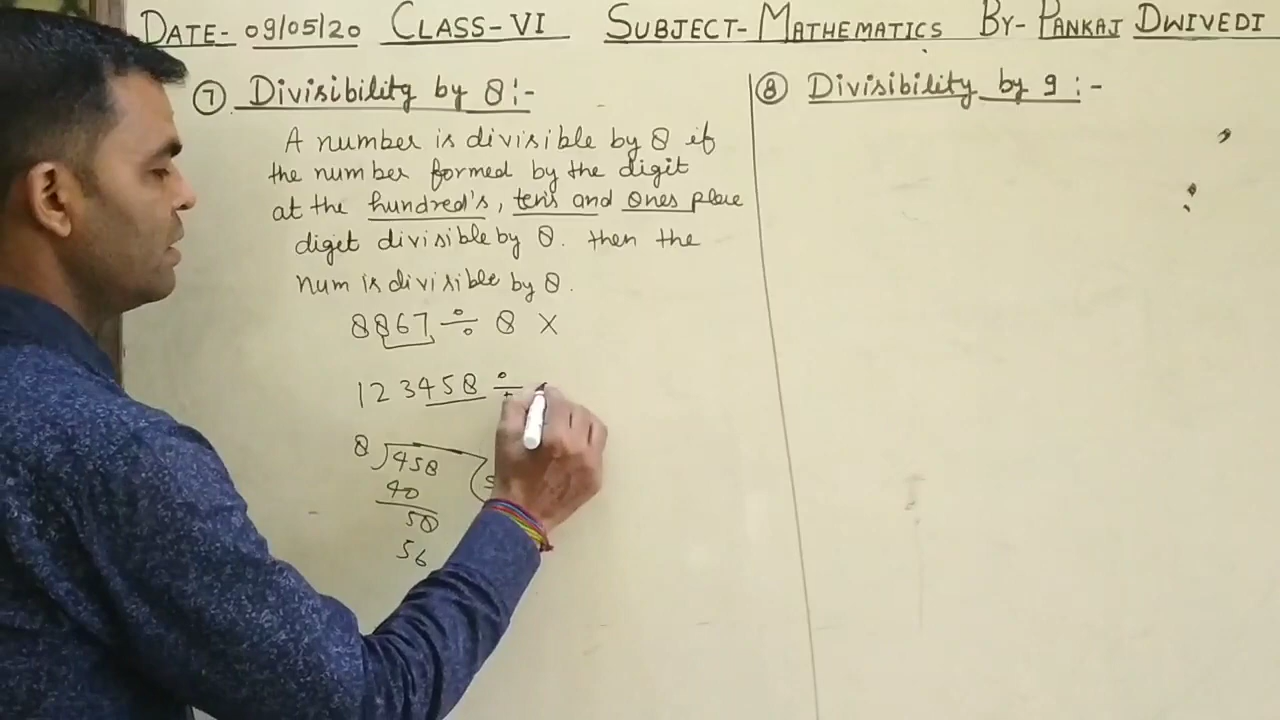 DATE- 09/05/20 CLASS-VI SUBJECT- MATHEMATICS BY- PANKAJ DWIVEDI
⑦ Divisibility by 8:-
A number is divisible by 8 if
the number formed by the digit
at the hundred's, ten's and ones place
diget divisible by 8. then the
num is divisible by 8.
8867 ÷ 8 ×
123458 ÷
8 ) 458 (
40
58
56
⑧ Divisibility by 9 :-